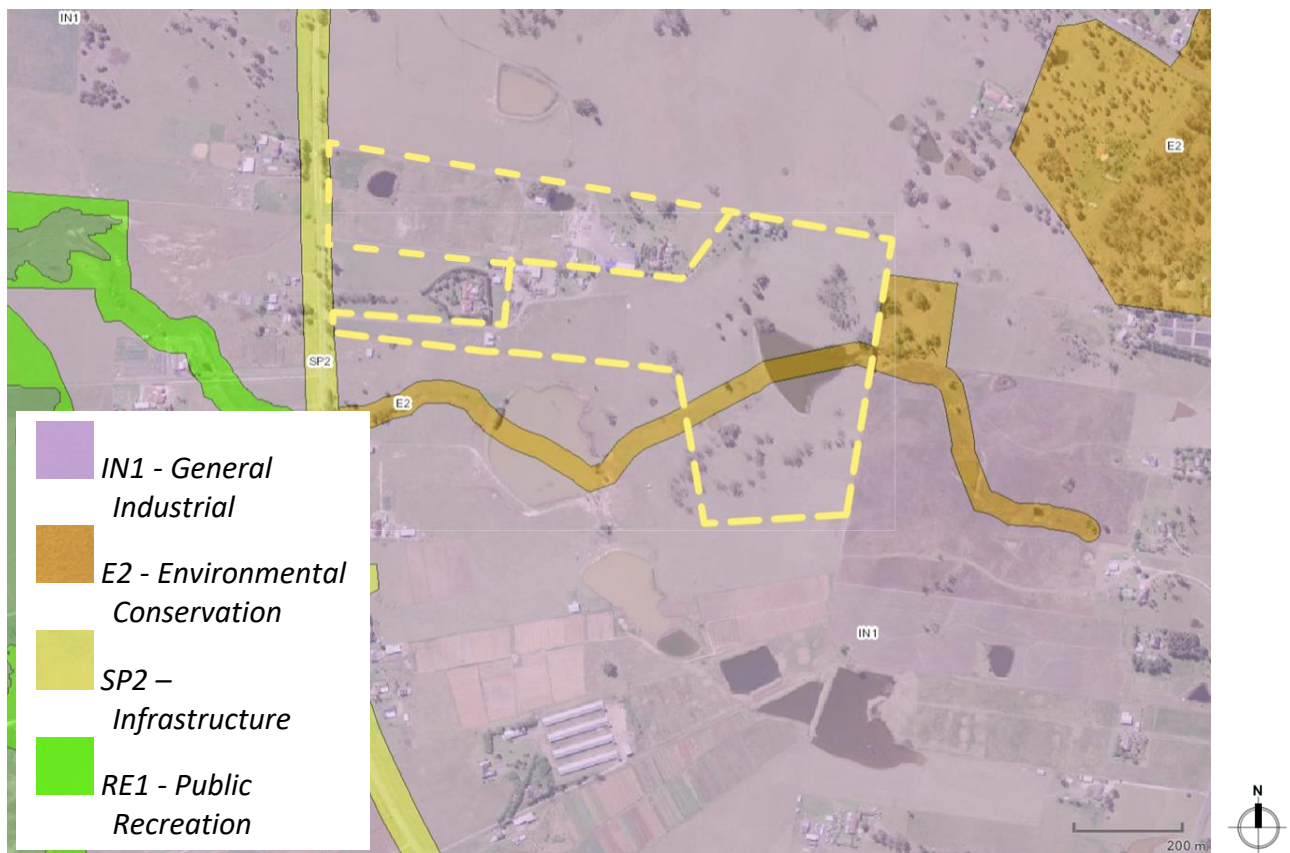 IN1
E2
SP2
E2
IN1 - General
Industrial
E2 - Environmental
Conservation
SP2 –
Infrastructure
RE1 - Public
Recreation
IN1
N
200 m